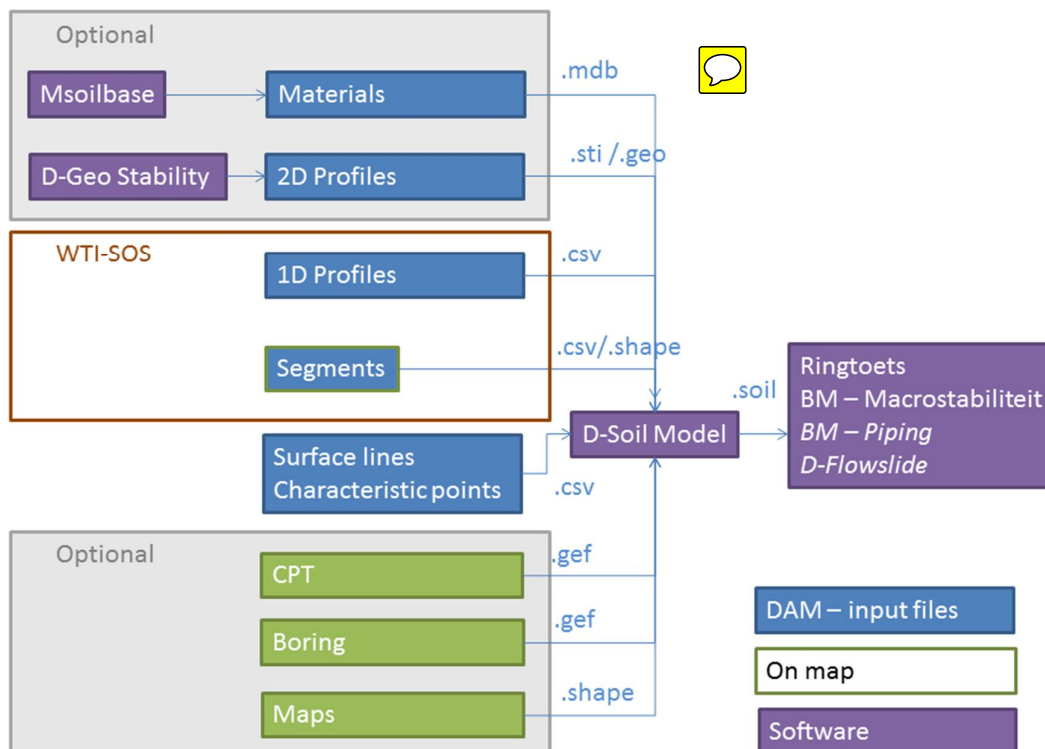 Optional
.mdb
Msoilbase
Materials
.sti /.geo
D-Geo Stability
2D Profiles
WTI-SOS
.csv
1D Profiles
.csv/.shape
Segments
.soil
Ringtoets
BM – Macrostabiliteit
BM – Piping
D-Flowslide
D-Soil Model
Surface lines
Characteristic points
.csv
Optional
.gef
CPT
.gef
Boring
.shape
Maps
DAM – input files
On map
Software